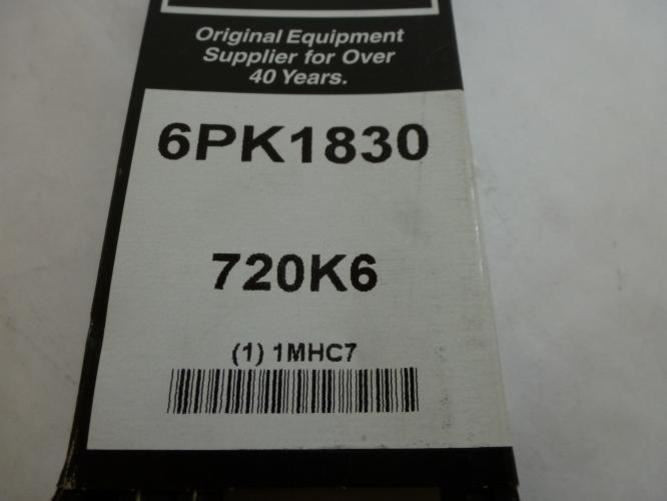 Original Equipment
Supplier for Over
40 Years.
6PK1830
720K6
(1) 1MHC7